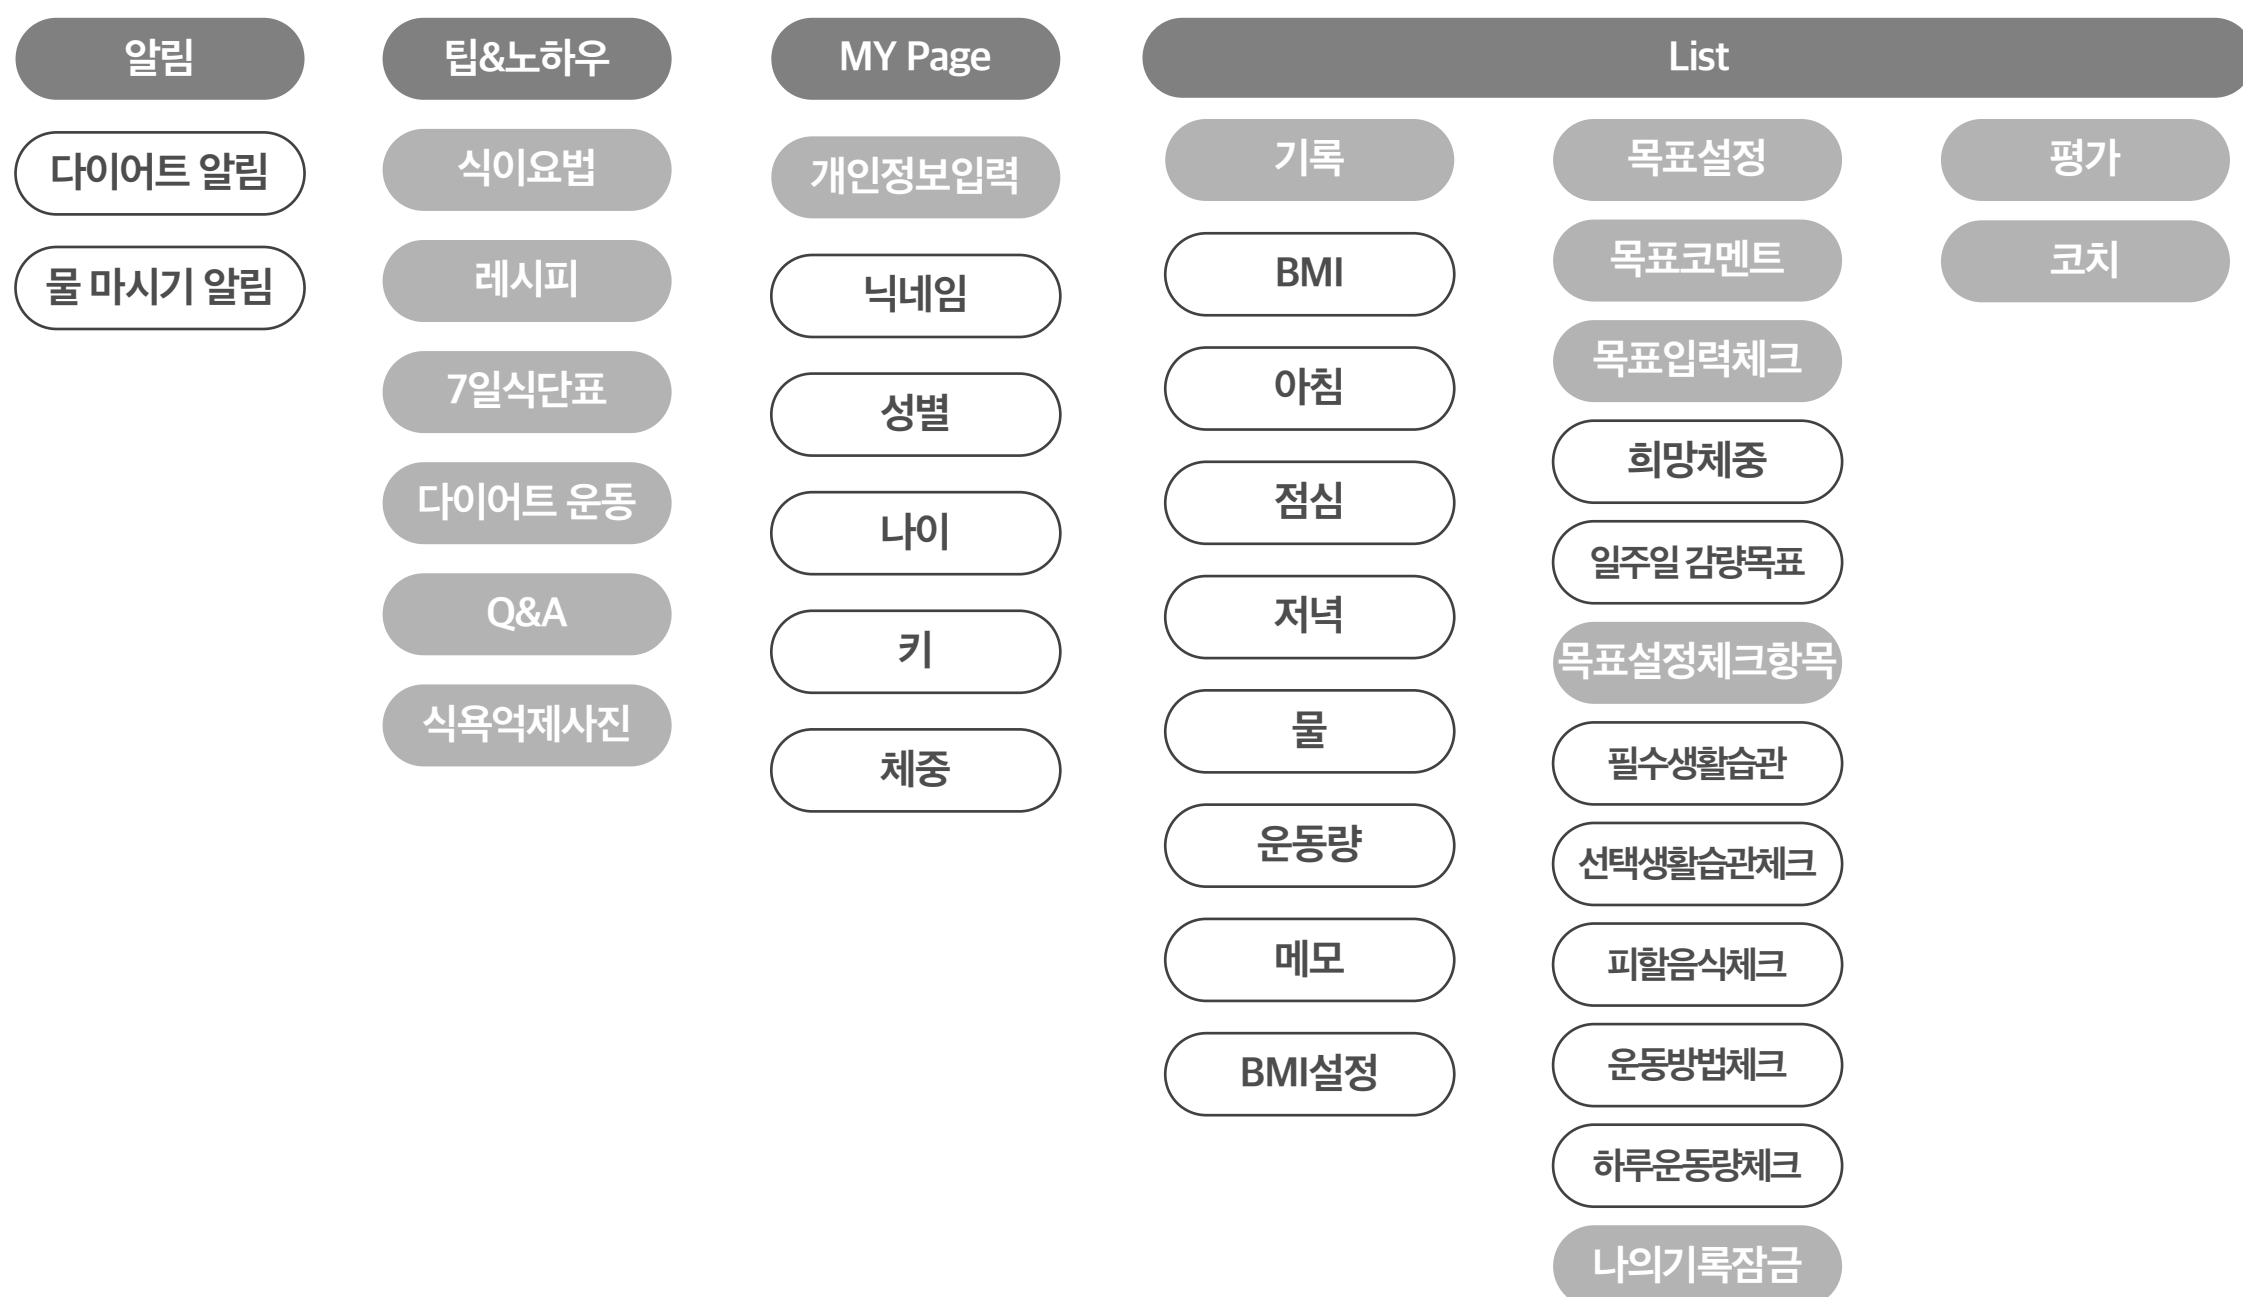 알림
다이어트 알림
물 마시기 알림
팁&노하우
식이요법
레시피
7일식단표
다이어트 운동
Q&A
식욕억제사진
MY Page
개인정보입력
닉네임
성별
나이
키
체중
List
기록
BMI
아침
점심
저녁
물
운동량
메모
BMI설정
목표설정
목표코멘트
목표입력체크
희망체중
일주일 감량목표
목표설정체크항목
필수생활습관
선택생활습관체크
피할음식체크
운동방법체크
하루운동량체크
나의기록잠금
평가
코치